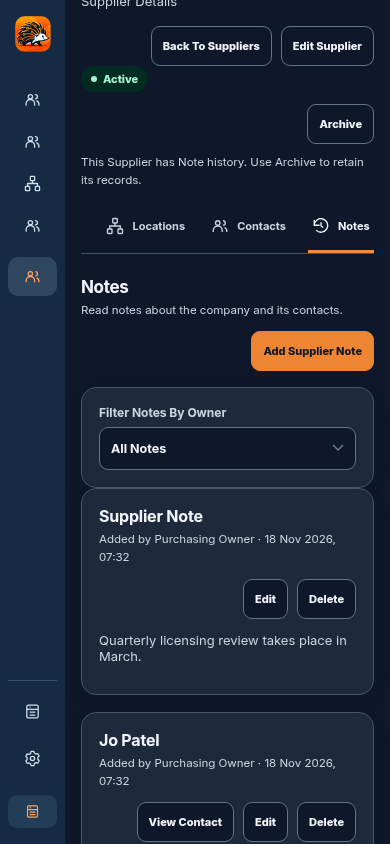 Supplier Details
Back To Suppliers
Edit Supplier
Active
Archive
This Supplier has Note history. Use Archive to retain
its records.
Locations
Contacts
Notes
Notes
Read notes about the company and its contacts.
Add Supplier Note
Filter Notes By Owner
All Notes
Supplier Note
Added by Purchasing Owner · 18 Nov 2026,
07:32
Edit
Delete
Quarterly licensing review takes place in
March.
Jo Patel
Added by Purchasing Owner · 18 Nov 2026,
07:32
View Contact
Edit
Delete